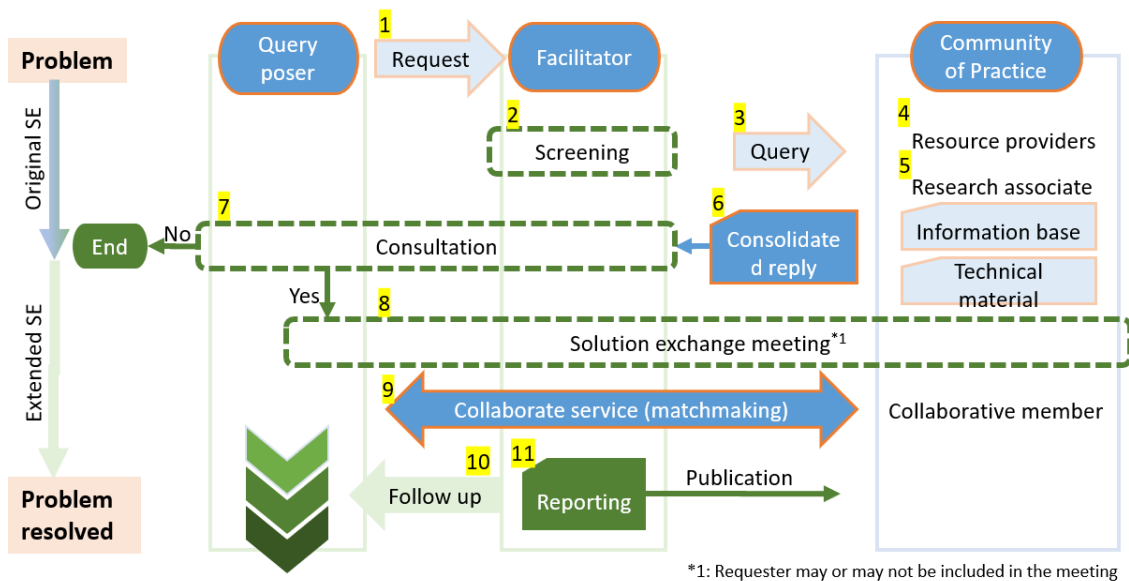 Problem
Original SE
Extended SE
Problem
resolved
Query
poser
1
Request
Facilitator
Community
of Practice
2
Screening
3
Query
4
Resource providers
5
Research associate
Information base
Technical
material
6
Consolidate
d reply
7
Consultation
No
End
Yes
8
Solution exchange meeting*1
9
Collaborate service (matchmaking)
Collaborative member
10
Follow up
11
Reporting
Publication
*1: Requester may or may not be included in the meeting